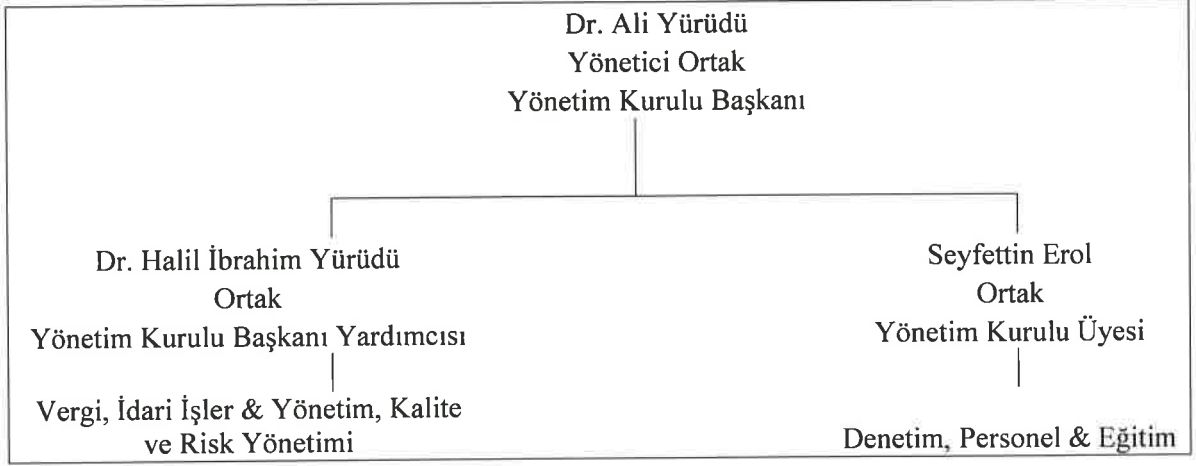 Dr. Ali Yürüdü
Yönetici Ortak
Yönetim Kurulu Başkanı
Dr. Halil İbrahim Yürüdü
Ortak
Yönetim Kurulu Başkanı Yardımcısı
Vergi, İdari İşler & Yönetim, Kalite
ve Risk Yönetimi
Seyfettin Erol
Ortak
Yönetim Kurulu Üyesi
Denetim, Personel & Eğitim